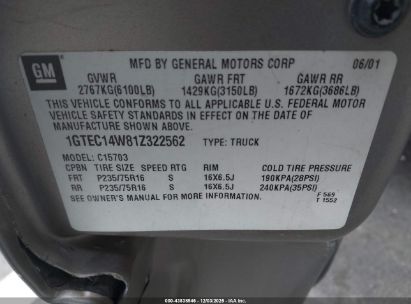 GM
MFD BY GENERAL MOTORS CORP 06/01
GVWR GAWR FRT GAWR RR
2767KG(6100LB) 1429KG(3150LB) 1672KG(3686LB)
THIS VEHICLE CONFORMS TO ALL APPLICABLE U.S. FEDERAL MOTOR
VEHICLE SAFETY STANDARDS IN EFFECT ON THE DATE OF
MANUFACTURE SHOWN ABOVE.
1GTEC14W81Z322562 TYPE: TRUCK
MODEL: C15703
CPBN TIRE SIZE SPEED RTG RIM COLD TIRE PRESSURE
FRT P235/75R16 S 16X6.5J 190KPA(28PSI)
RR P235/75R16 S 16X6.5J 240KPA(35PSI)
SEE OWNER'S MANUAL FOR MORE INFORMATION.
F 569
T 1552